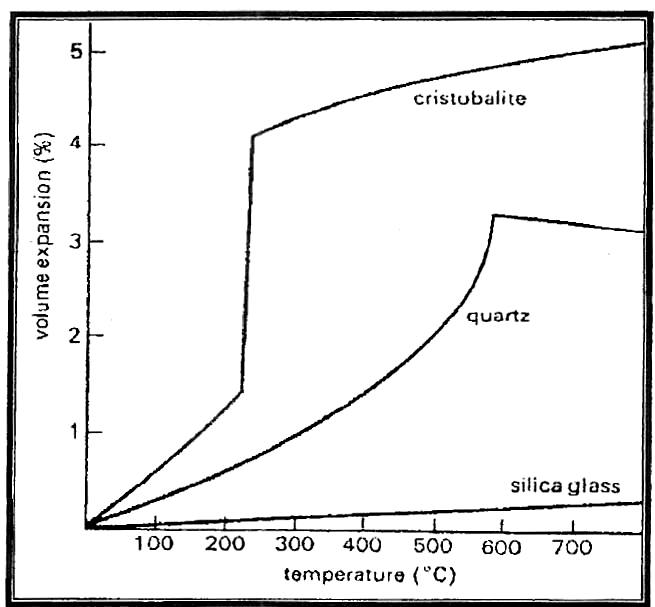 5
4
3
2
1
volume expansion (%)
cristobalite
quartz
silica glass
100 200 300 400 500 600 700
temperature (°C)